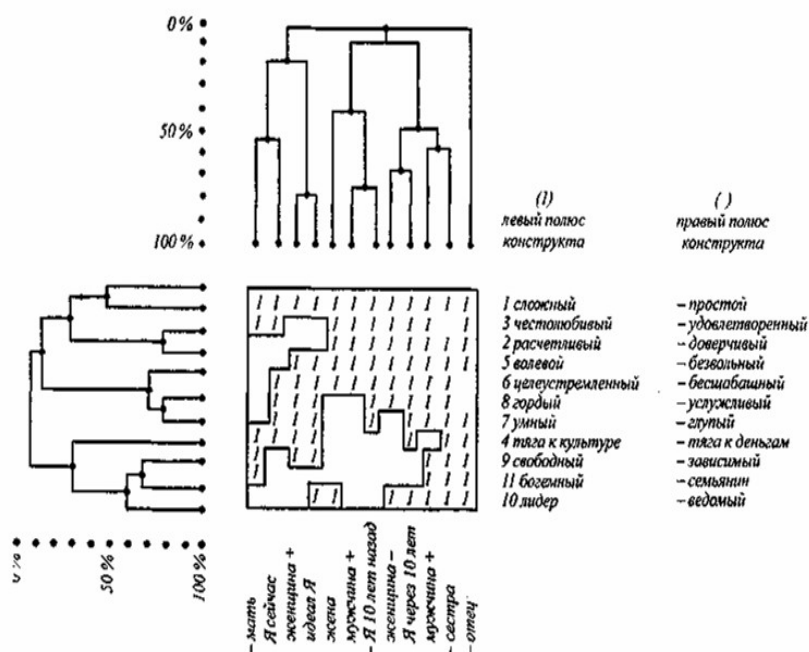 0%
50%
100%
(1)
левый полюс
конструкта
( )
правый полюс
конструкта
1 сложный – простой
3 честолюбивый – удовлетворенный
2 расчетливый – доверчивый
5 волевой – безвольный
6 целеустремленный – бесшабашный
8 гордый – услужливый
7 умный – глупый
4 тяга к культуре – тяга к деньгам
9 свободный – зависимый
11 богемный – семьянин
10 лидер – ведомый
50%
100%
– мать
Я сейчас
женщина +
идеал Я
жена
мужчина +
– Я 10 лет назад
женщина –
Я через 10 лет
мужчина +
– сестра
– отец